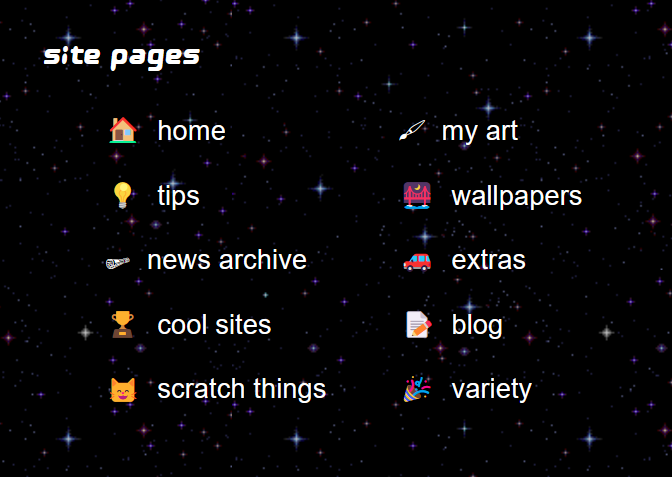 site pages
home
tips
news archive
cool sites
scratch things
my art
wallpapers
extras
blog
variety